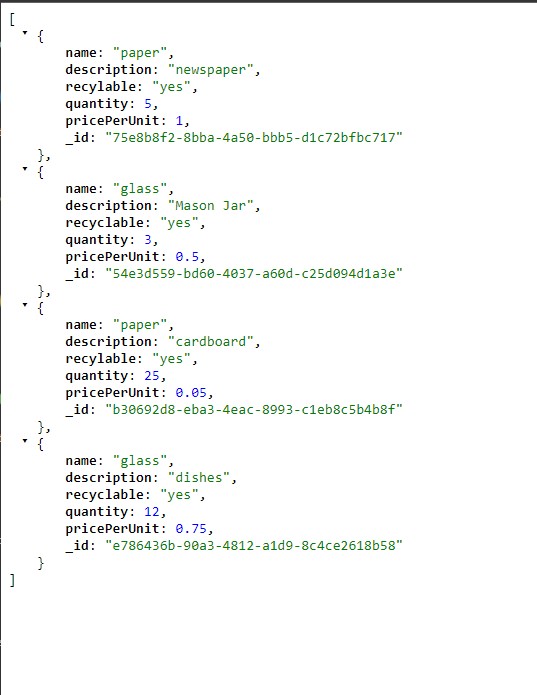 [
{
name: "paper",
description: "newspaper",
recylable: "yes",
quantity: 5,
pricePerUnit: 1,
_id: "75e8b8f2-8bba-4a50-bbb5-d1c72bfbc717"
},
{
name: "glass",
description: "Mason Jar",
recyclable: "yes",
quantity: 3,
pricePerUnit: 0.5,
_id: "54e3d559-bd60-4037-a60d-c25d094d1a3e"
},
{
name: "paper",
description: "cardboard",
recylable: "yes",
quantity: 25,
pricePerUnit: 0.05,
_id: "b30692d8-eba3-4eac-8993-c1eb8c5b4b8f"
},
{
name: "glass",
description: "dishes",
recyclable: "yes",
quantity: 12,
pricePerUnit: 0.75,
_id: "e786436b-90a3-4812-a1d9-8c4ce2618b58"
}
]